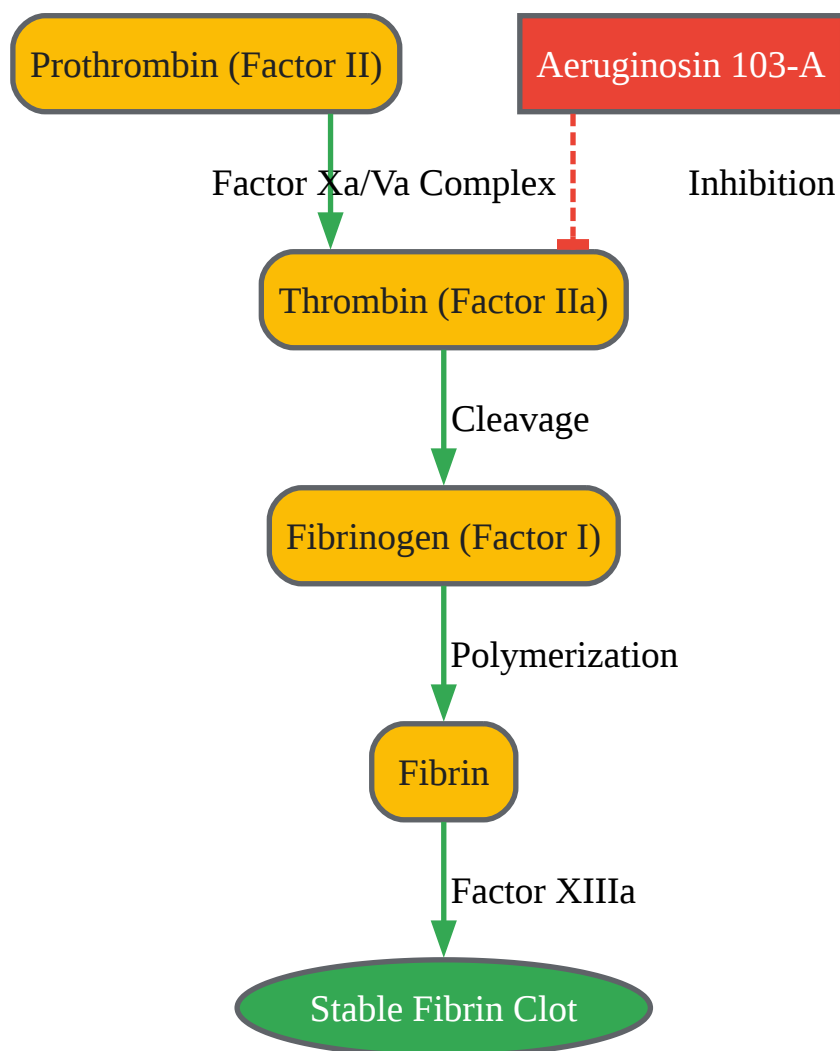 Prothrombin (Factor II)
Aeruginosin 103-A
Factor Xa/Va Complex
Inhibition
Thrombin (Factor IIa)
Cleavage
Fibrinogen (Factor I)
Polymerization
Fibrin
Factor XIIIa
Stable Fibrin Clot